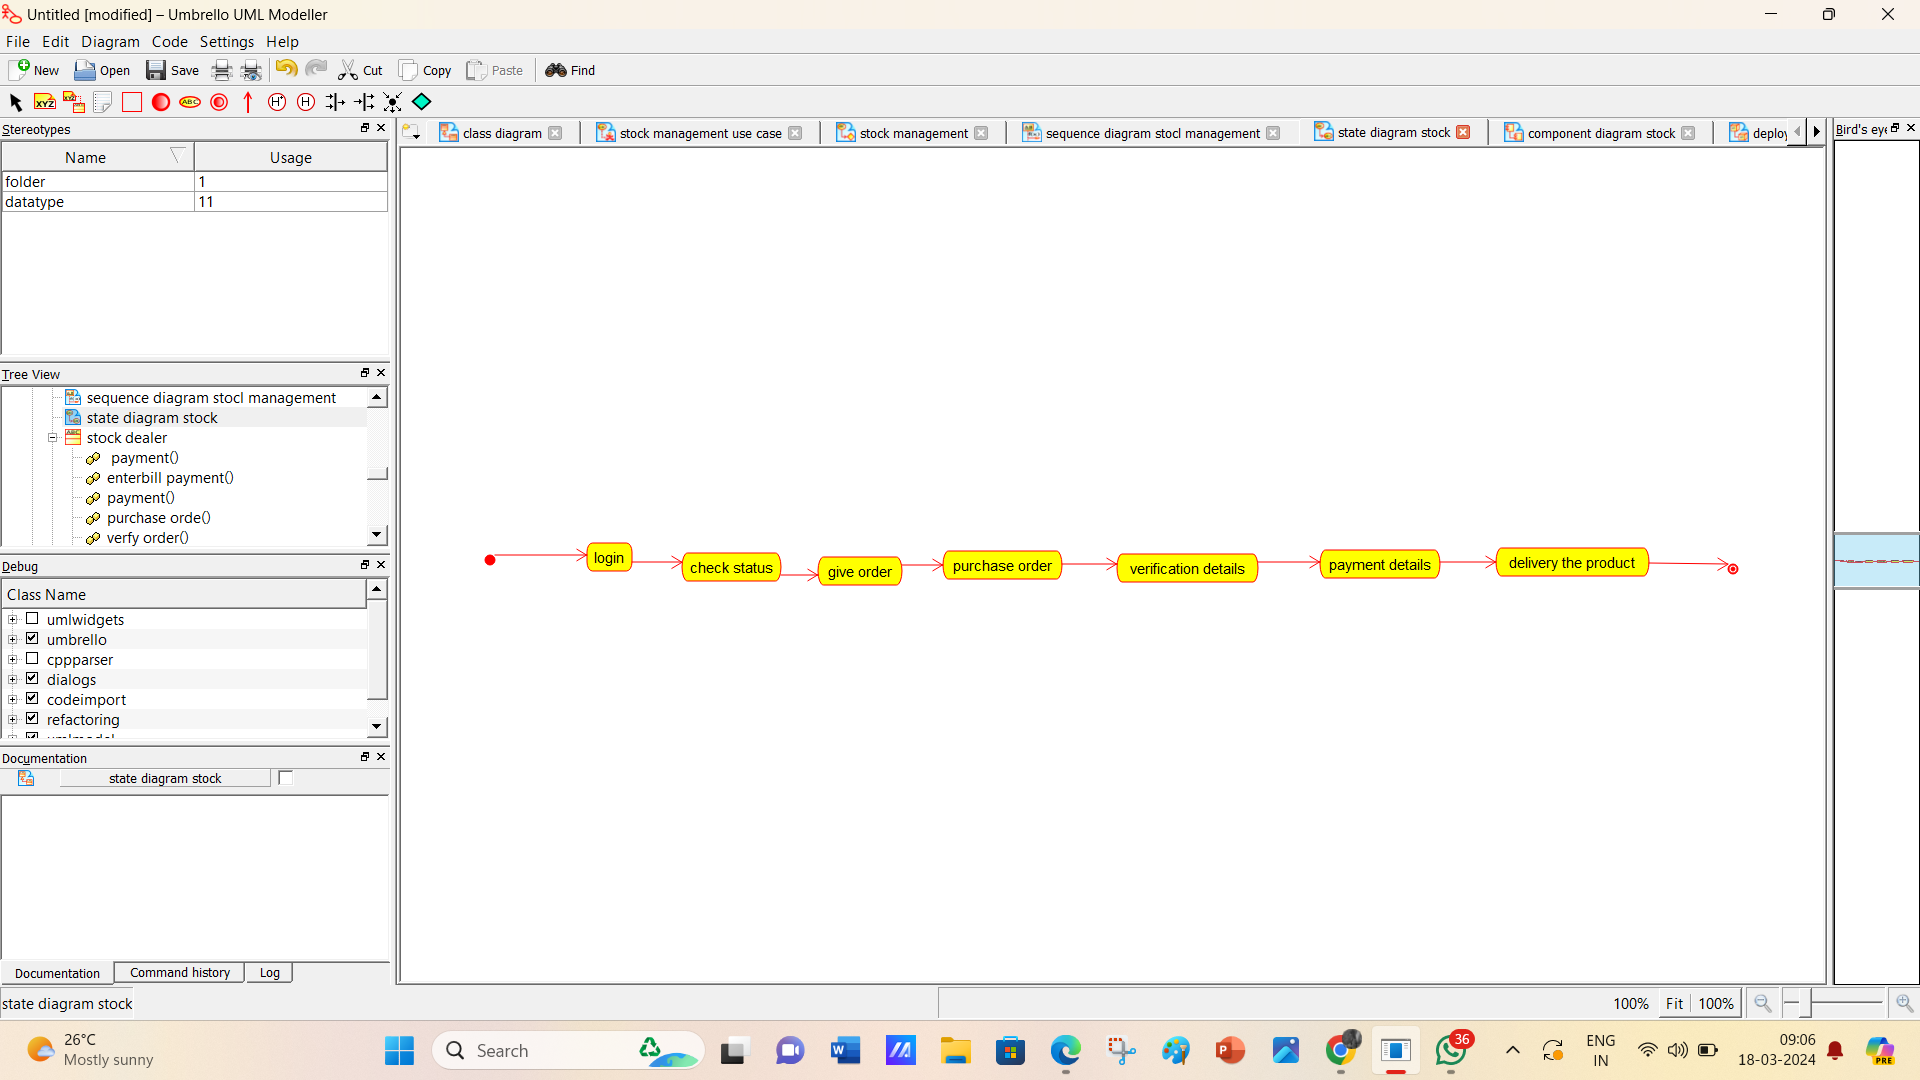 Untitled [modified] – Umbrello UML Modeller
File Edit Diagram Code Settings Help
New Open Save Cut Copy Paste Find
XYZ XYZ ABC H* H
Stereotypes
Name Usage
folder 1
datatype 11
Tree View
sequence diagram stocl management
state diagram stock
stock dealer
payment()
enterbill payment()
payment()
purchase orde()
verfy order()
Debug
Class Name
umlwidgets
umbrello
cppparser
dialogs
codeimport
refactoring
umlmodel
Documentation
state diagram stock
Documentation Command history Log
state diagram stock
class diagram stock management use case stock management sequence diagram stocl management state diagram stock component diagram stock deploy
Bird's eye
login
check status
give order
purchase order
verification details
payment details
delivery the product
100% Fit 100%
26°C
Mostly sunny
Search
36
ENG
IN
09:06
18-03-2024
PRE